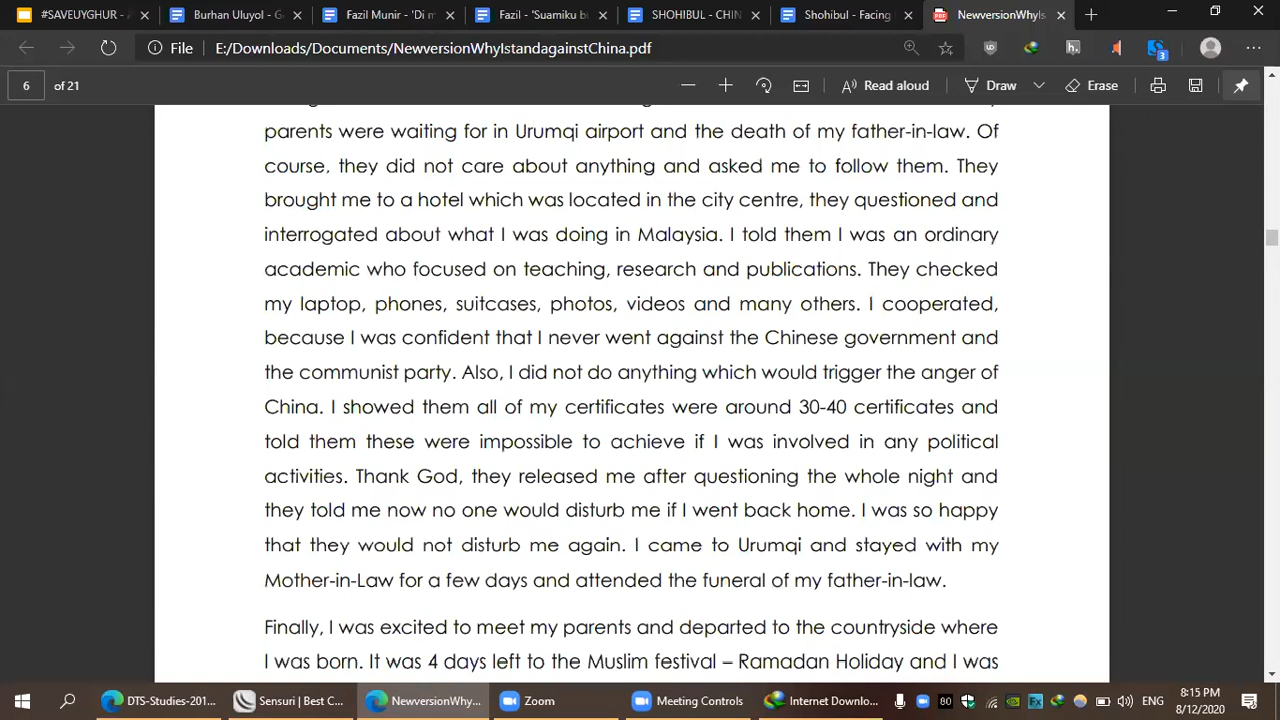 #SAVEUYGHUR - A
Burhan Uluyol - G
Fazil Munir - 'Di m
Fazil - 'Suamiku b
SHOHIBUL - CHIN
Shohibul - Facing
NewversionWhyIs
File E:/Downloads/Documents/NewversionWhyIstandagainstChina.pdf
6 of 21 Read aloud Draw Erase
parents were waiting for in Urumqi airport and the death of my father-in-law. Of
course, they did not care about anything and asked me to follow them. They
brought me to a hotel which was located in the city centre, they questioned and
interrogated about what I was doing in Malaysia. I told them I was an ordinary
academic who focused on teaching, research and publications. They checked
my laptop, phones, suitcases, photos, videos and many others. I cooperated,
because I was confident that I never went against the Chinese government and
the communist party. Also, I did not do anything which would trigger the anger of
China. I showed them all of my certificates were around 30-40 certificates and
told them these were impossible to achieve if I was involved in any political
activities. Thank God, they released me after questioning the whole night and
they told me now no one would disturb me if I went back home. I was so happy
that they would not disturb me again. I came to Urumqi and stayed with my
Mother-in-Law for a few days and attended the funeral of my father-in-law.
Finally, I was excited to meet my parents and departed to the countryside where
I was born. It was 4 days left to the Muslim festival – Ramadan Holiday and I was
DTS-Studies-201...
Sensuri | Best C...
NewversionWhy...
Zoom
Meeting Controls
Internet Downlo...
80
ENG
8:15 PM
8/12/2020